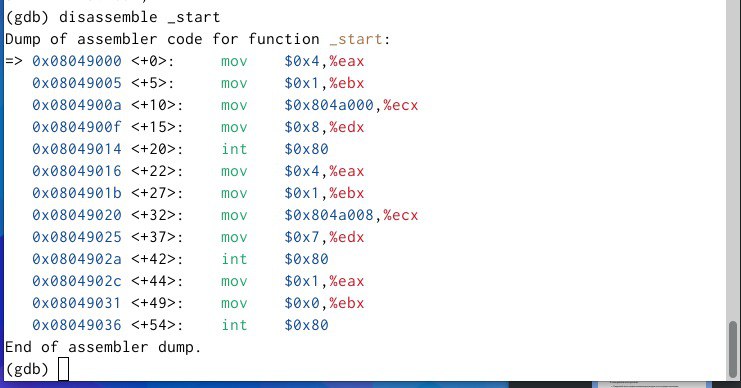 (gdb) disassemble _start
Dump of assembler code for function _start:
=> 0x08049000 <+0>:     mov    $0x4,%eax
   0x08049005 <+5>:     mov    $0x1,%ebx
   0x0804900a <+10>:    mov    $0x804a000,%ecx
   0x0804900f <+15>:    mov    $0x8,%edx
   0x08049014 <+20>:    int    $0x80
   0x08049016 <+22>:    mov    $0x4,%eax
   0x0804901b <+27>:    mov    $0x1,%ebx
   0x08049020 <+32>:    mov    $0x804a008,%ecx
   0x08049025 <+37>:    mov    $0x7,%edx
   0x0804902a <+42>:    int    $0x80
   0x0804902c <+44>:    mov    $0x1,%eax
   0x08049031 <+49>:    mov    $0x0,%ebx
   0x08049036 <+54>:    int    $0x80
End of assembler dump.
(gdb)